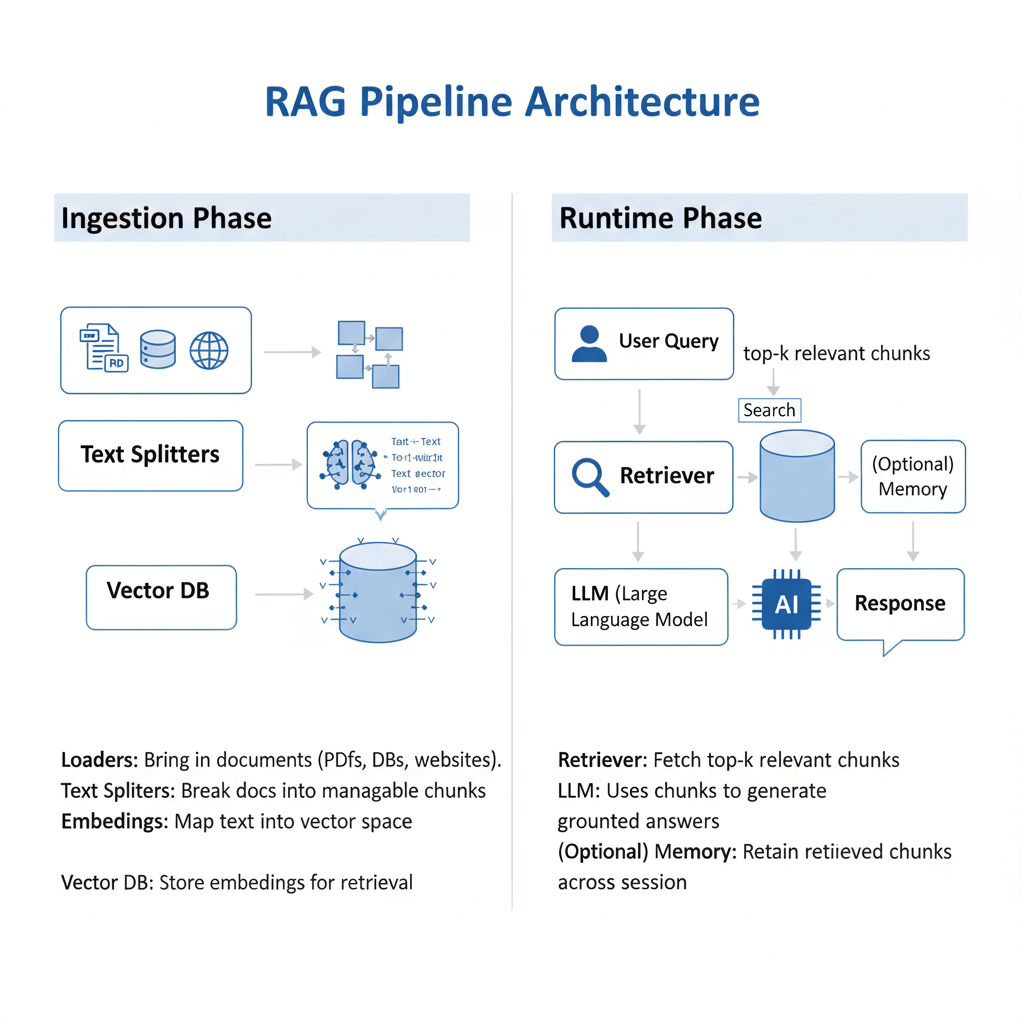 RAG Pipeline Architecture
Ingestion Phase
RD
Text Splitters
Text
Text
Vector DB
Loaders: Bring in documents (PDfs, DBs, websites).
Text Spliters: Break docs into managable chunks
Embedings: Map text into vector space
Vector DB: Store embedings for retrieval
Runtime Phase
User Query
top-k relevant chunks
Search
Retriever
(Optional)
Memory
LLM (Large
Language Model
AI
Response
Retriever: Fetch top-k relevant chunks
LLM: Uses chunks to generate
grounted answers
(Optional) Memory: Retain retieved chunks
across session